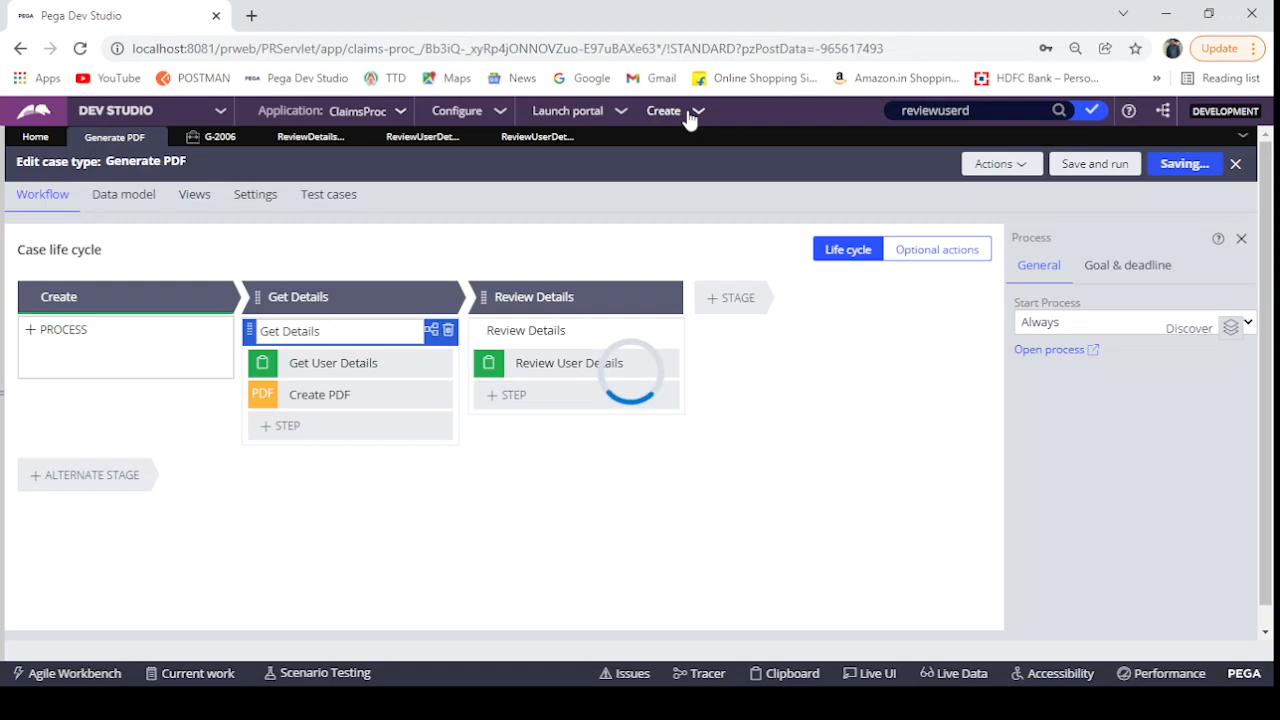 PEGA Pega Dev Studio
localhost:8081/prweb/PRServlet/app/claims-proc_/Bb3iQ-_xyRp4jONNOVZuo-E97uBAXe63*/!STANDARD?pzPostData=-965617493 Update
Apps YouTube POSTMAN PEGA Pega Dev Studio TTD Maps News Google Gmail Online Shopping Si... Amazon.in Shoppin... HDFC Bank – Perso... » Reading list
DEV STUDIO Application: ClaimsProc Configure Launch portal Create reviewuserd DEVELOPMENT
Home Generate PDF G-2006 ReviewDetails... ReviewUserDet... ReviewUserDet...
Edit case type: Generate PDF Actions Save and run Saving...
Workflow Data model Views Settings Test cases
Case life cycle Life cycle Optional actions
Process
General Goal & deadline
Create Get Details Review Details + STAGE
Start Process
Always Discover
Open process
+ PROCESS Get Details Review Details
Get User Details Review User Details
PDF Create PDF + STEP
+ STEP
+ ALTERNATE STAGE
Agile Workbench Current work Scenario Testing Issues Tracer Clipboard Live UI Live Data Accessibility Performance PEGA